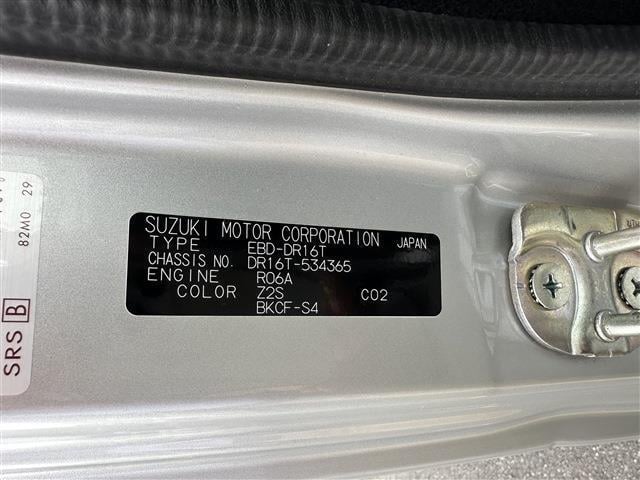 SUZUKI MOTOR CORPORATION JAPAN
TYPE EBD-DR16T
CHASSIS NO. DR16T-534365
ENGINE R06A
COLOR Z2S C02
BKCF-S4
82M0 29
SRS B